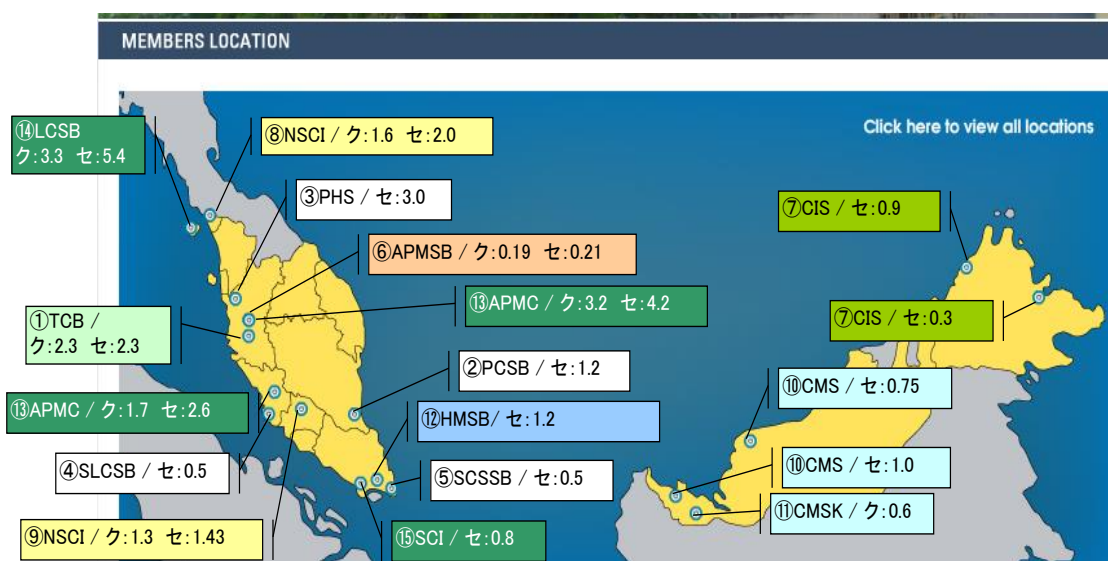 MEMBERS LOCATION
Click here to view all locations
⑭LCSB
ク:3.3 セ:5.4
⑧NSCI / ク:1.6 セ:2.0
③PHS / セ:3.0
⑦CIS / セ:0.9
⑥APMSB / ク:0.19 セ:0.21
⑬APMC / ク:3.2 セ:4.2
⑦CIS / セ:0.3
①TCB /
ク:2.3 セ:2.3
②PCSB / セ:1.2
⑩CMS / セ:0.75
⑬APMC / ク:1.7 セ:2.6
⑫HMSB/ セ:1.2
④SLCSB / セ:0.5
⑤SCSSB / セ:0.5
⑩CMS / セ:1.0
⑪CMSK / ク:0.6
⑨NSCI / ク:1.3 セ:1.43
⑮SCI / セ:0.8